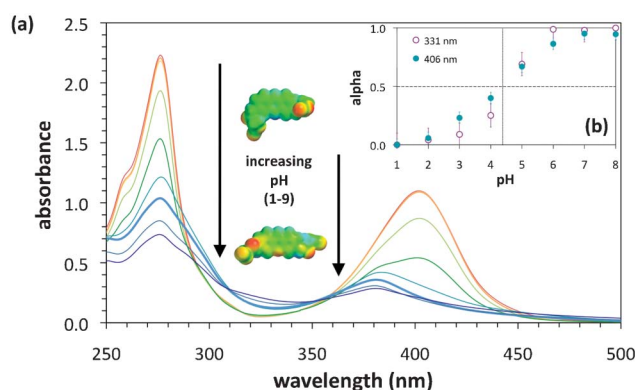 (a)
absorbance
2.5
2.0
1.5
1.0
0.5
0.0
250
300
350
400
450
500
wavelength (nm)
increasing
pH
(1-9)
alpha
1.0
0.5
0.0
331 nm
406 nm
(b)
1
2
3
4
5
6
7
8
pH